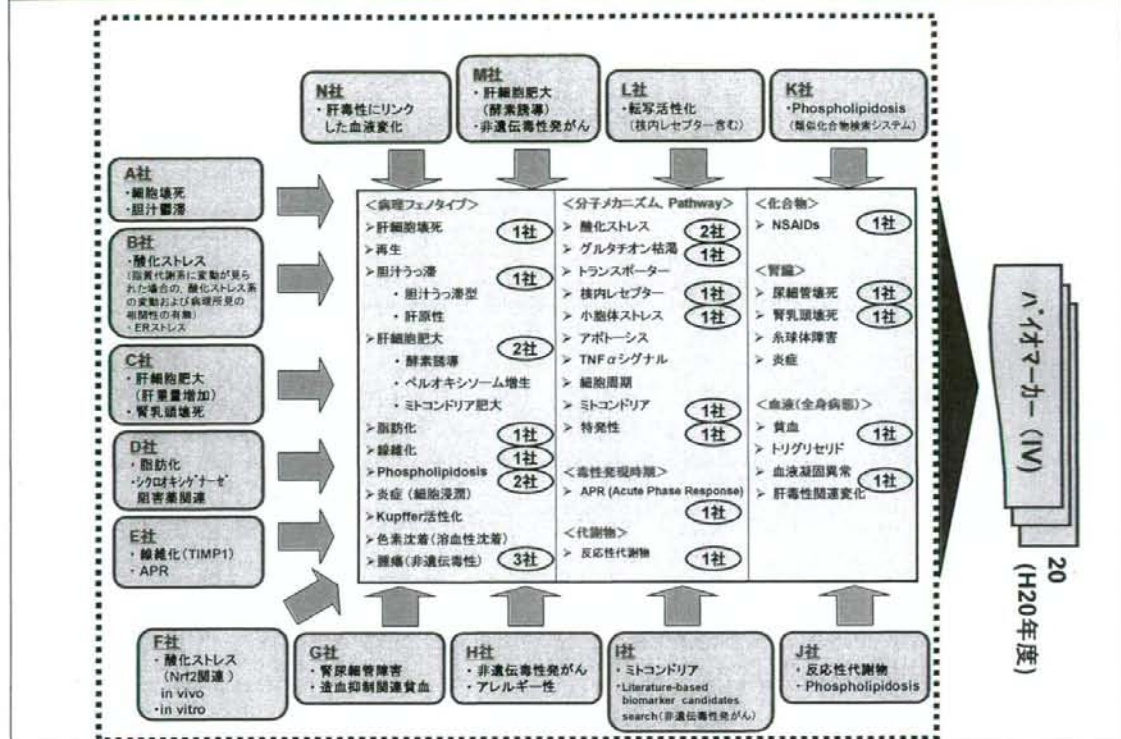 N社
・肝毒性にリンク
した血液変化
M社
・肝細胞肥大
(酵素誘導)
・非遺伝毒性発がん
L社
・転写活性化
(核内レセプター含む)
K社
・Phospholipidosis
(類似化合物検索システム)
A社
・細胞壊死
・胆汁鬱滞
B社
・酸化ストレス
(脂質代謝系に変動が見ら
れた場合の、酸化ストレス系
の変動および病理所見の
相関性の有無)
・ERストレス
C社
・肝細胞肥大
(肝重量増加)
・腎乳頭壊死
D社
・脂肪化
・シクロオキシゲナーゼ
阻害薬関連
E社
・線維化(TIMP1)
・APR
<病理フェノタイプ>
➢肝細胞壊死 1社
➢再生
➢胆汁うっ滞 1社
・胆汁うっ滞型
・肝原性
➢肝細胞肥大 2社
・酵素誘導
・ペルオキシソーム増生
・ミトコンドリア肥大
➢脂肪化 1社
➢線維化 1社
➢Phospholipidosis 2社
➢炎症(細胞浸潤)
➢Kupffer活性化
➢色素沈着(溶血性沈着)
➢腫瘍(非遺伝毒性) 3社
<分子メカニズム、Pathway>
➢ 酸化ストレス 2社
➢ グルタチオン枯渇 1社
➢ トランスポーター
➢ 核内レセプター 1社
➢ 小胞体ストレス 1社
➢ アポトーシス
➢ TNFαシグナル
➢ 細胞周期
➢ ミトコンドリア 1社
➢ 特発性 1社
<毒性発現時期>
➢ APR (Acute Phase Response)
1社
<代謝物>
➢ 反応性代謝物 1社
<化合物>
➢ NSAIDs 1社
<腎臓>
➢ 尿細管壊死 1社
➢ 腎乳頭壊死 1社
➢ 糸球体障害
➢ 炎症
<血液(全身病態)>
➢ 貧血 1社
➢ トリグリセリド
➢ 血液凝固異常 1社
➢ 肝毒性関連変化
F社
・酸化ストレス
(Nrf2関連)
in vivo
・in vitro
G社
・腎尿細管障害
・造血抑制関連貧血
H社
・非遺伝毒性発がん
・アレルギー性
I社
・ミトコンドリア
・Literature-based
biomarker candidates
search(非遺伝毒性発がん)
J社
・反応性代謝物
・Phospholipidosis
バイオマーカー(IV)
20
(H20年度)